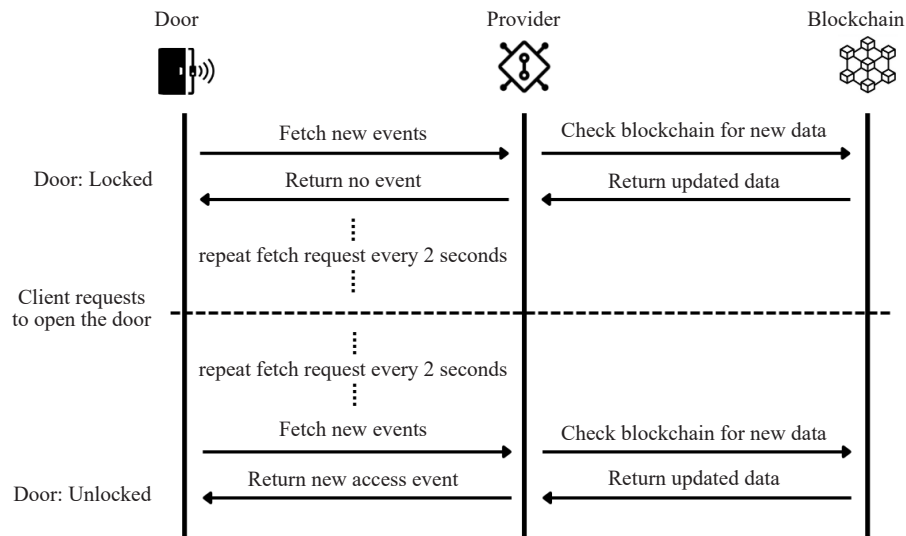 Door
Provider
Blockchain
Fetch new events
Check blockchain for new data
Door: Locked
Return no event
Return updated data
repeat fetch request every 2 seconds
Client requests
to open the door
repeat fetch request every 2 seconds
Fetch new events
Check blockchain for new data
Door: Unlocked
Return new access event
Return updated data